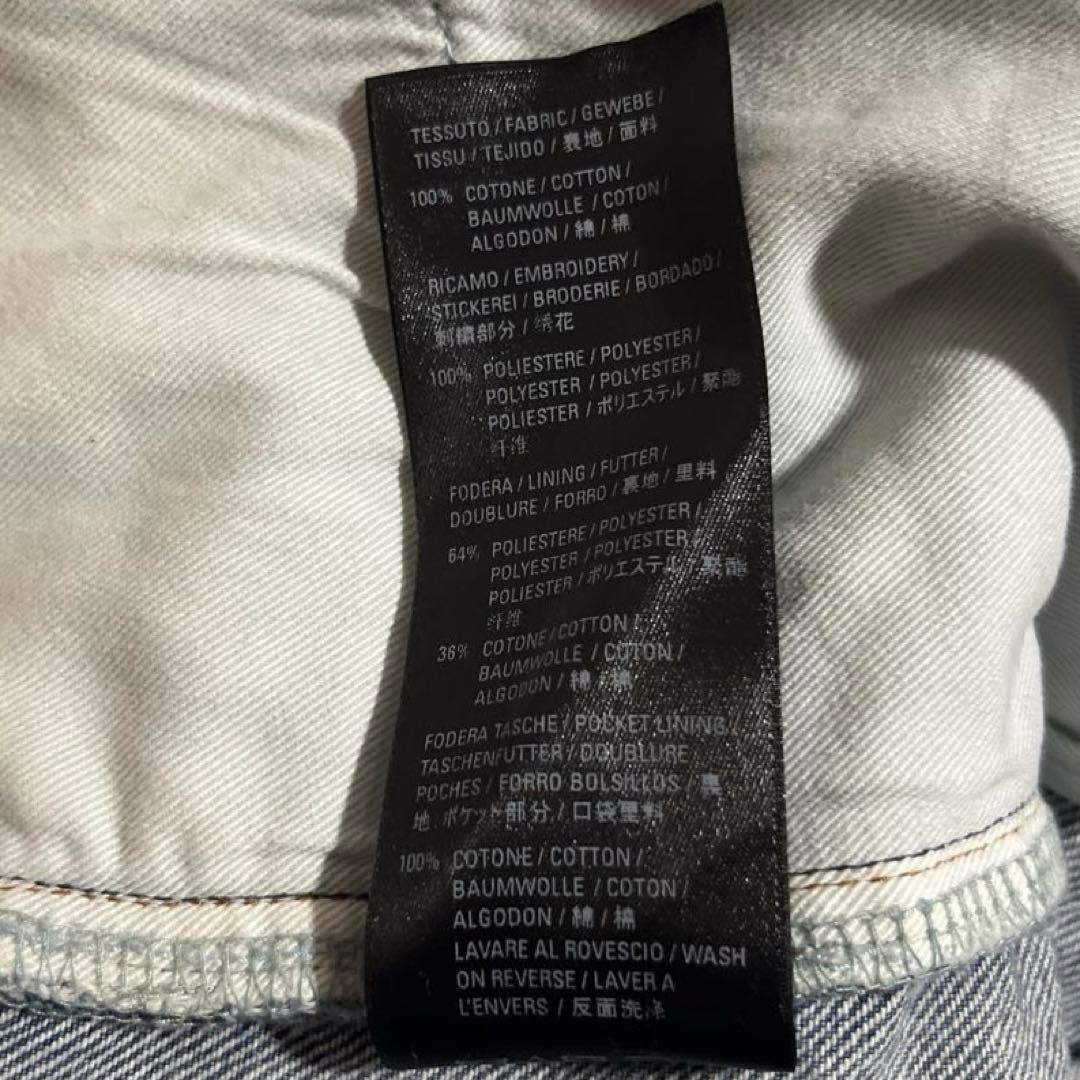 TESSUTO / FABRIC / GEWEBE /
TISSU / TEJIDO / 裏地 / 面料
100% COTONE / COTTON /
BAUMWOLLE / COTON /
ALGODON / 綿 / 棉
RICAMO / EMBROIDERY /
STICKEREI / BRODERIE / BORDADO /
刺繍部分 / 绣花
100% POLIESTERE / POLYESTER /
POLYESTER / POLYESTER /
POLIESTER / ポリエステル / 聚酯
纤维
FODERA / LINING / FUTTER /
DOUBLURE / FORRO / 裏地 / 里料
64% POLIESTERE / POLYESTER /
POLYESTER / POLYESTER /
POLIESTER / ポリエステル / 聚酯
纤维
36% COTONE / COTTON /
BAUMWOLLE / COTON /
ALGODON / 綿 / 棉
FODERA TASCHE / POCKET LINING
TASCHENFUTTER / DOUBLURE
POCHES / FORRO BOLSILLOS / 裏
地 ポケット部分 / 口袋里料
100% COTONE / COTTON /
BAUMWOLLE / COTON /
ALGODON / 綿 / 棉
LAVARE AL ROVESCIO / WASH
ON REVERSE / LAVER A
L'ENVERS / 反面洗净